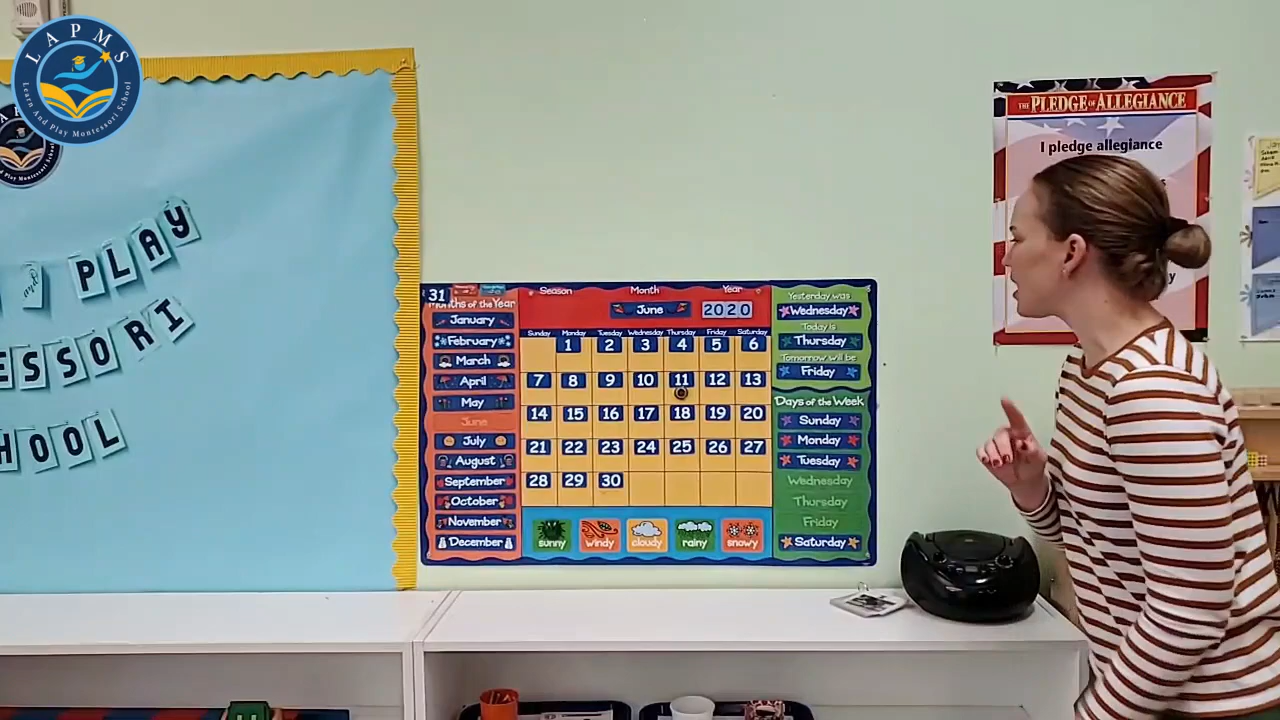 LAPMS
Learn And Play Montessori School
PLAY
ESSORI
HOOL
THE PLEDGE OF ALLEGIANCE
I pledge allegiance
31
Months of the Year
January
February
March
April
May
June
July
August
September
October
November
December
Season Month Year
June 2020
Sunday Monday Tuesday Wednesday Thursday Friday Saturday
1 2 3 4 5 6
7 8 9 10 11 12 13
14 15 16 17 18 19 20
21 22 23 24 25 26 27
28 29 30
sunny windy cloudy rainy snowy
Yesterday was
Wednesday
Today is
Thursday
Tomorrow will be
Friday
Days of the Week
Sunday
Monday
Tuesday
Wednesday
Thursday
Friday
Saturday